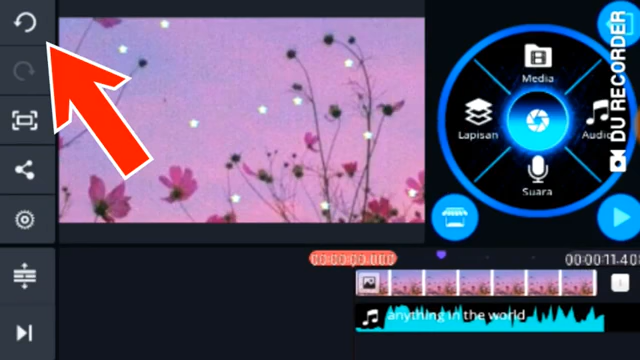 Media
Lapisan
Audio
Suara
DU RECORDER
00:00:00.000
00:00:11.40
anything in the world